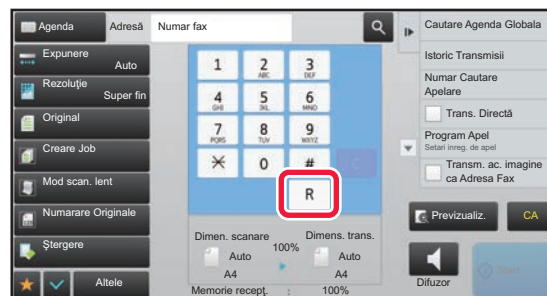 Agenda
Adresă
Numar fax
Expunere
Auto
Rezoluţie
Super fin
Original
Creare Job
Mod scan. lent
Numarare Originale
Ştergere
Altele
1
2
ABC
3
DEF
4
GHI
5
JKL
6
MNO
7
PQRS
8
TUV
9
WXYZ
0
#
C
R
Dimen. scanare
Auto
A4
100%
Dimens. trans.
Auto
A4
Memorie recepţ. : 100%
Cautare Agenda Globala
Istoric Transmisii
Numar Cautare
Apelare
Trans. Directă
Program Apel
Setari inreg. de apel
Transm. ac. imagine
ca Adresa Fax
Previzualiz.
CA
Difuzor
Start